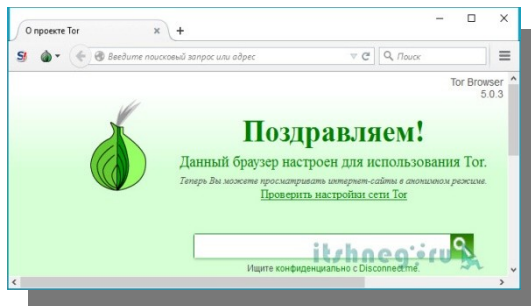 О проекте Tor
Введите поисковый запрос или адрес
Поиск
Tor Browser
5.0.3
Поздравляем!
Данный браузер настроен для использования Tor.
Теперь Вы можете просматривать интернет-сайты в анонимном режиме.
Проверить настройки сети Tor
itshneg.ru
Ищите конфиденциально с Disconnect.me.